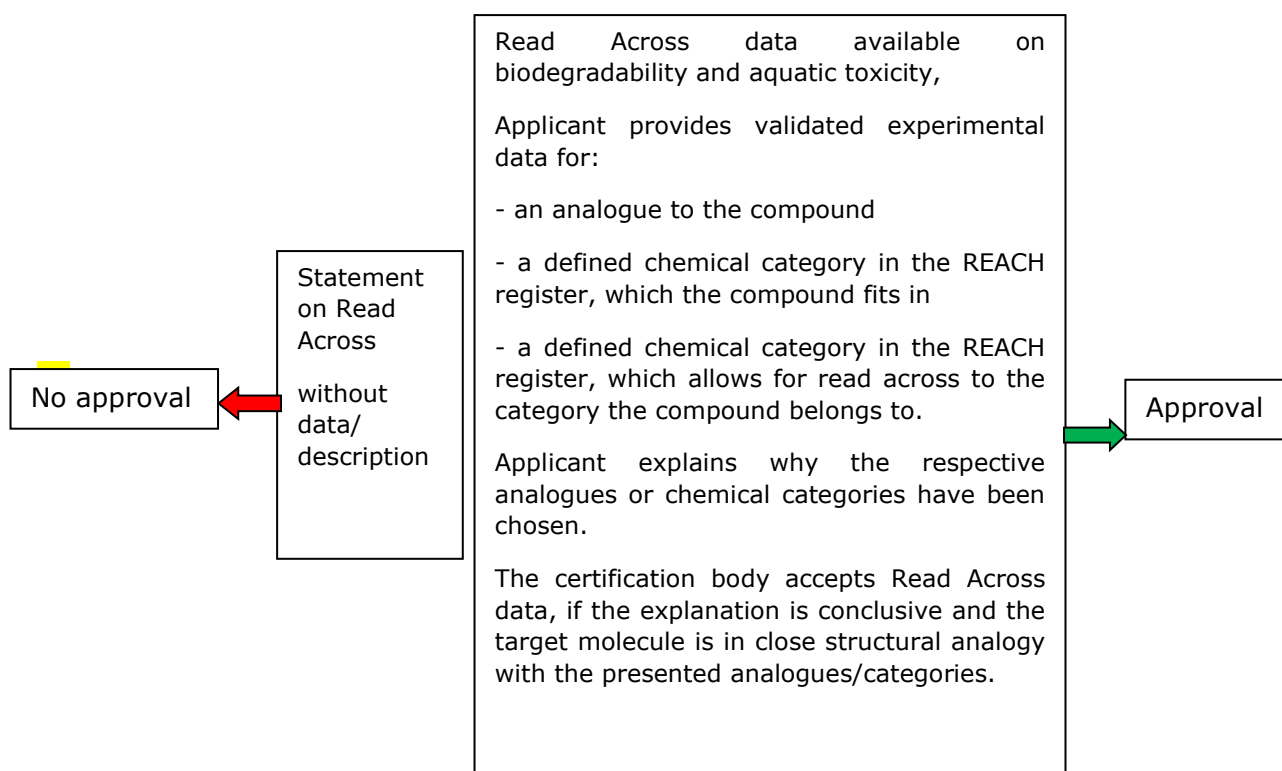 No approval
Statement
on Read
Across
without
data/
description
Read Across data available on
biodegradability and aquatic toxicity,
Applicant provides validated experimental
data for:
- an analogue to the compound
- a defined chemical category in the REACH
register, which the compound fits in
- a defined chemical category in the REACH
register, which allows for read across to the
category the compound belongs to.
Applicant explains why the respective
analogues or chemical categories have been
chosen.
The certification body accepts Read Across
data, if the explanation is conclusive and the
target molecule is in close structural analogy
with the presented analogues/categories.
Approval